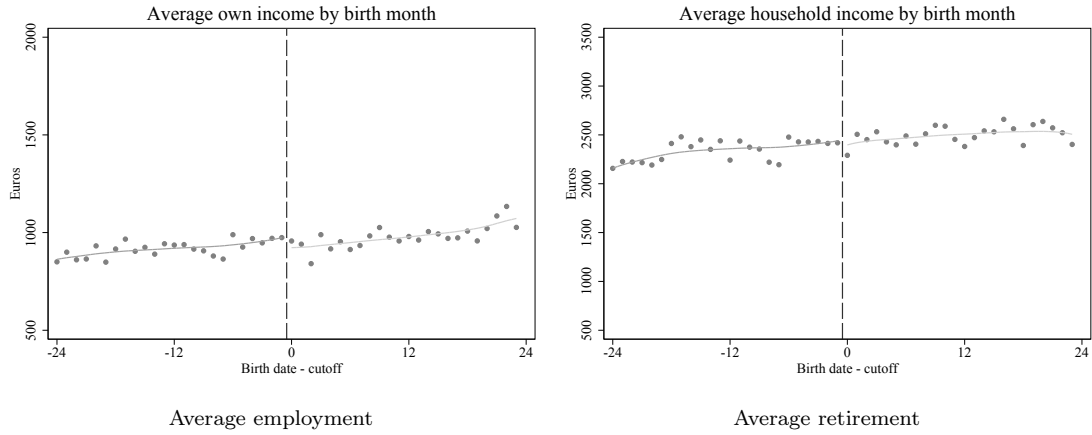 Average own income by birth month
Euros
2000
1500
1000
500
-24 -12 0 12 24
Birth date - cutoff
Average household income by birth month
Euros
3500
3000
2500
2000
1500
1000
500
-24 -12 0 12 24
Birth date - cutoff
Average employment
Average retirement